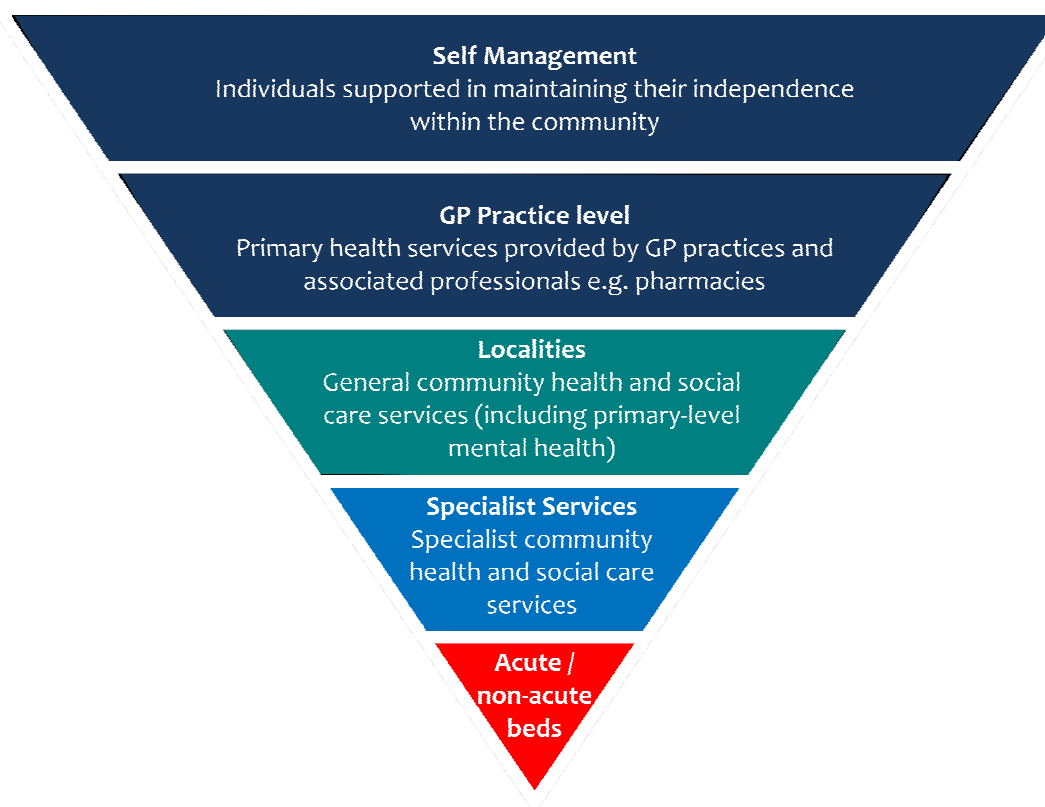 Self Management
Individuals supported in maintaining their independence
within the community
GP Practice level
Primary health services provided by GP practices and
associated professionals e.g. pharmacies
Localities
General community health and social
care services (including primary-level
mental health)
Specialist Services
Specialist community
health and social care
services
Acute /
non-acute
beds